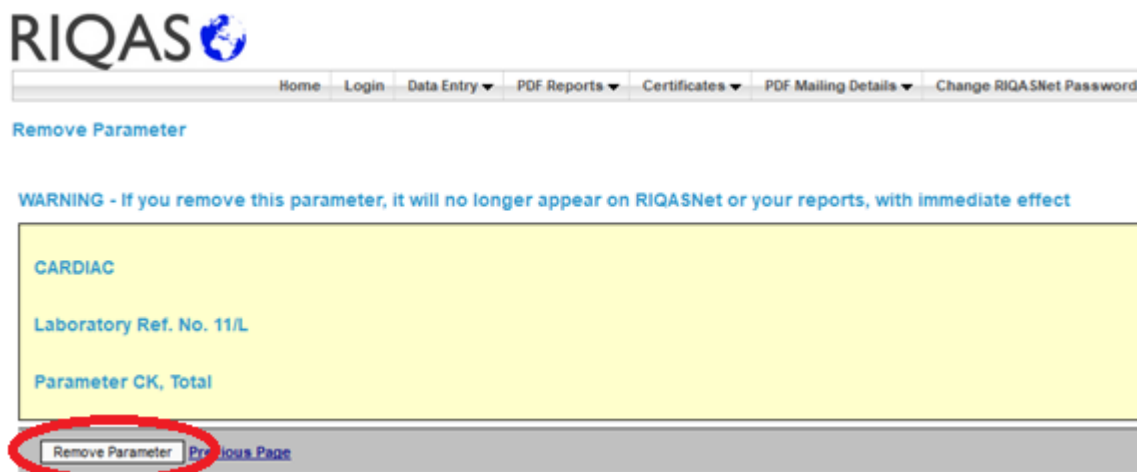 RIQAS
Home Login Data Entry PDF Reports Certificates PDF Mailing Details Change RIQASNet Password
Remove Parameter
WARNING - If you remove this parameter, it will no longer appear on RIQASNet or your reports, with immediate effect
CARDIAC
Laboratory Ref. No. 11/L
Parameter CK, Total
Remove Parameter Previous Page